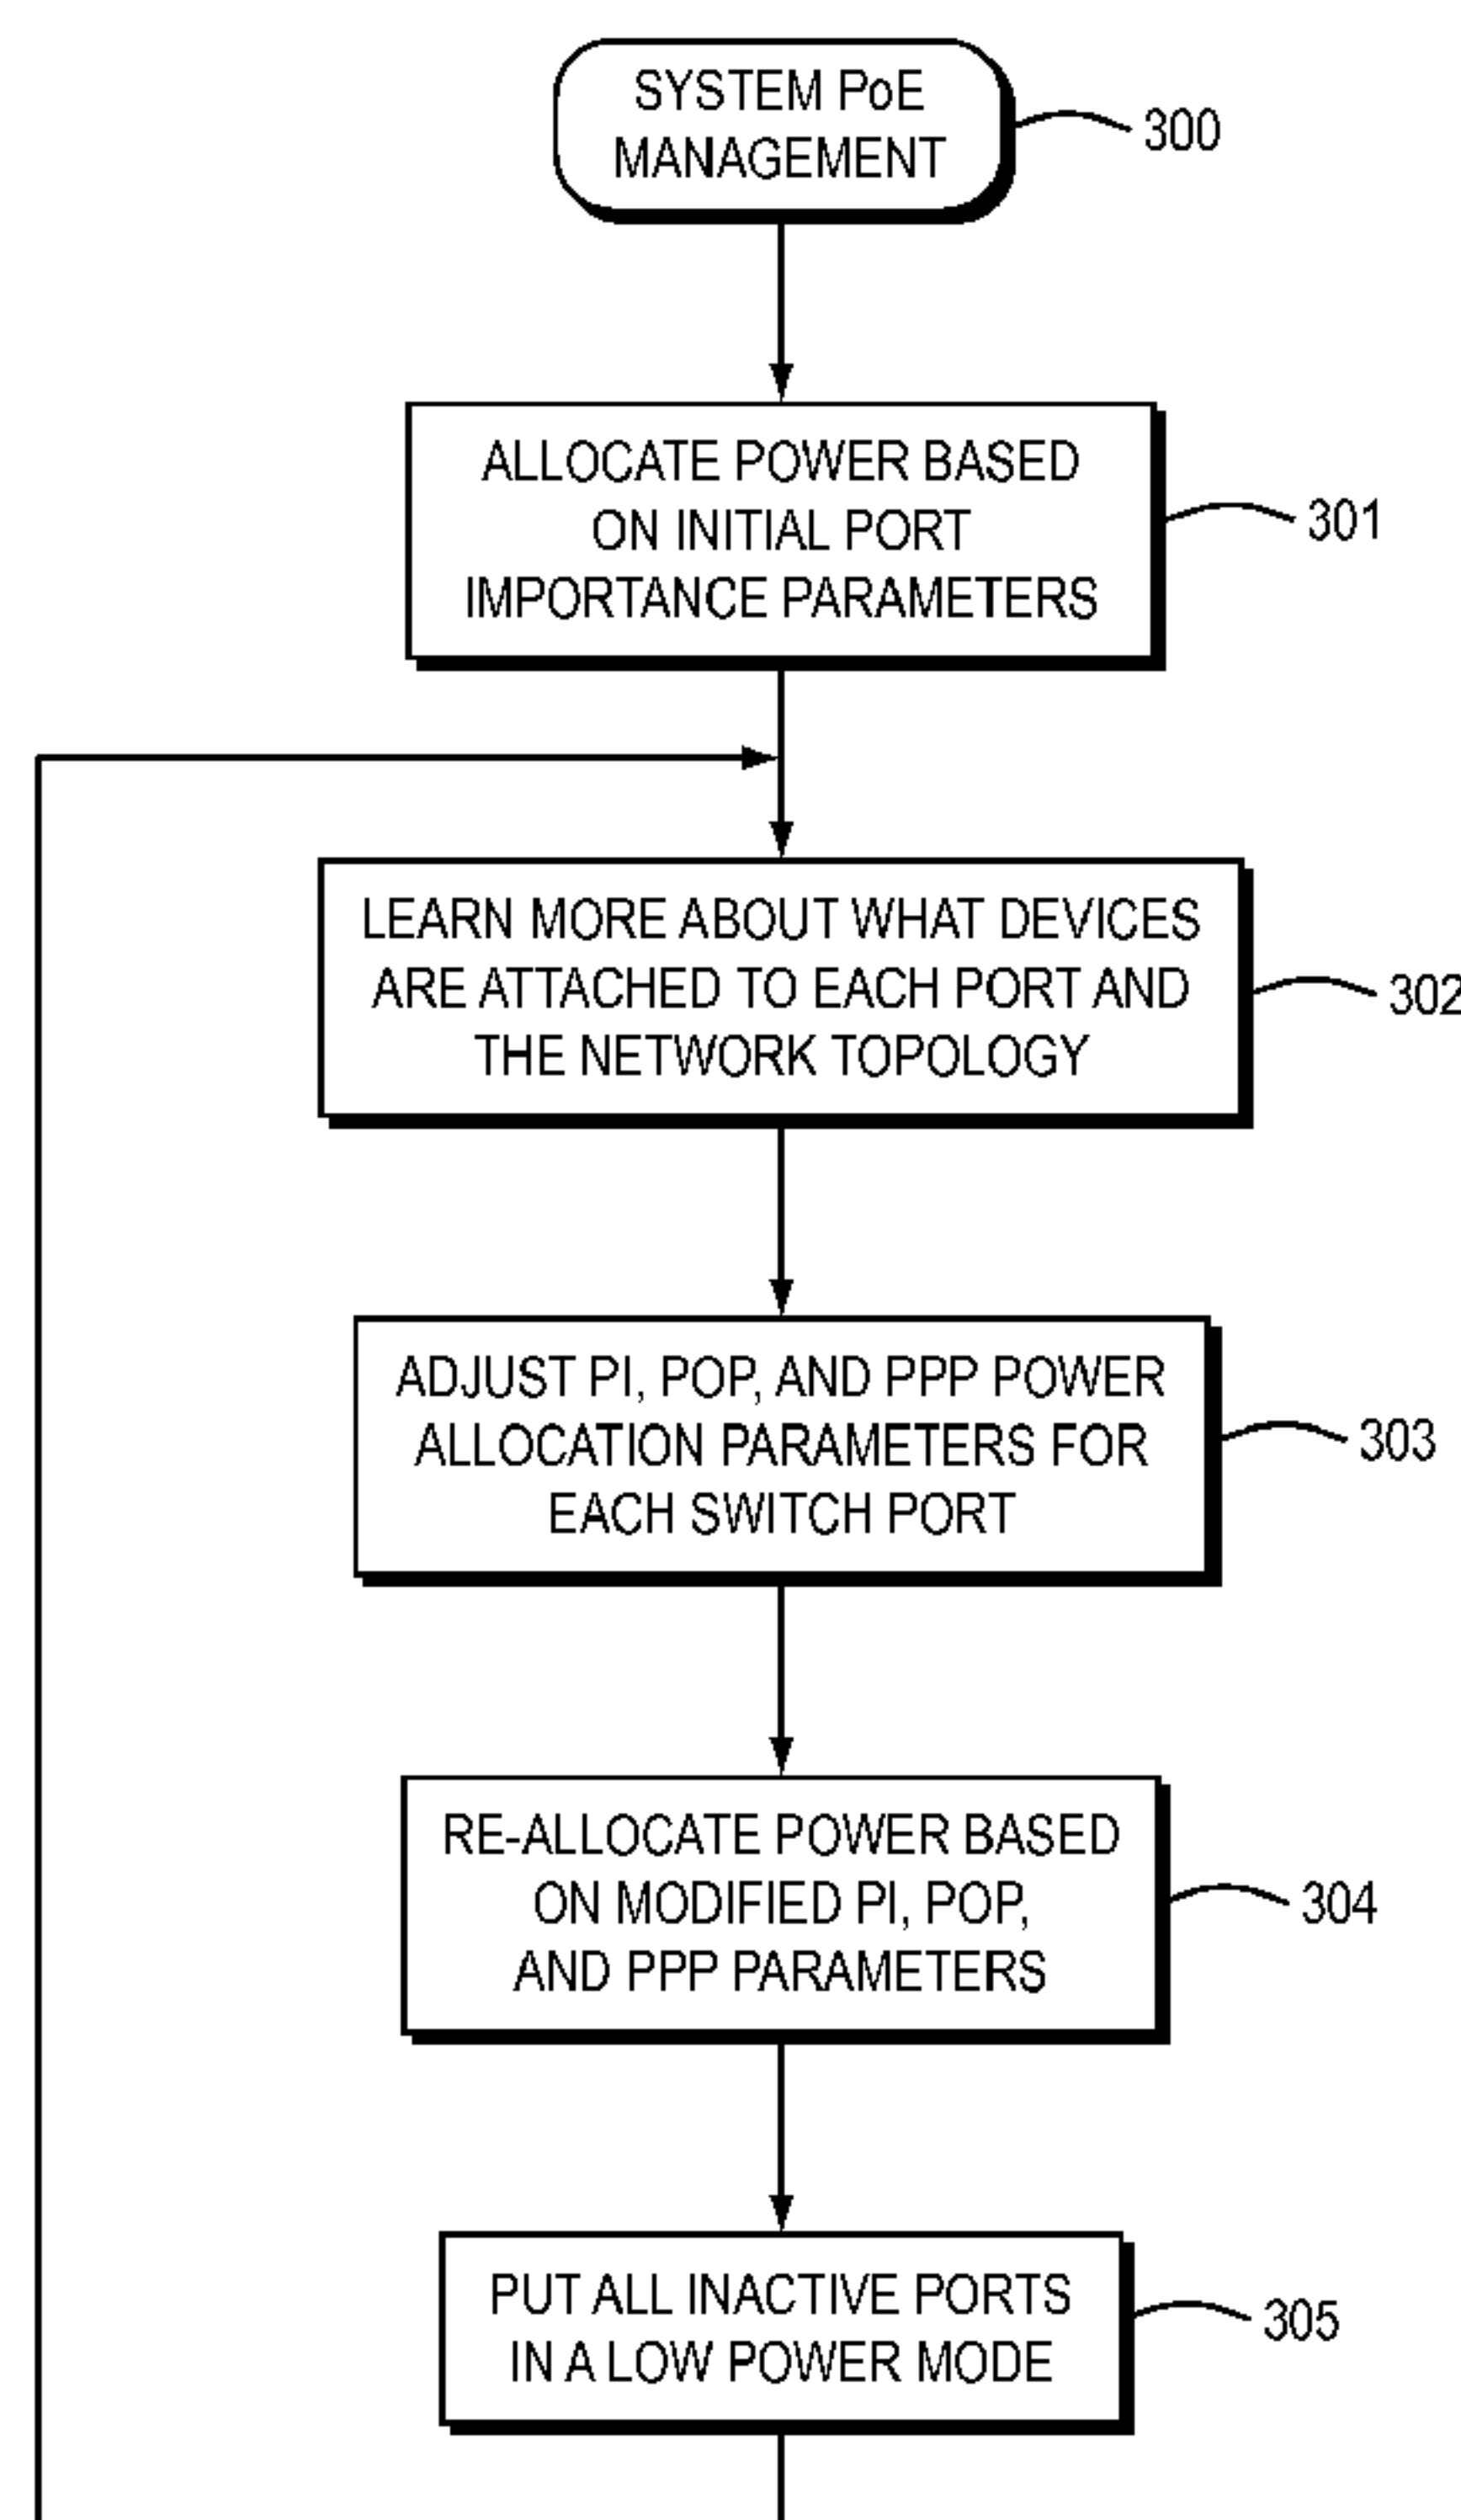 SYSTEM PoE
MANAGEMENT
300
ALLOCATE POWER BASED
ON INITIAL PORT
IMPORTANCE PARAMETERS
301
LEARN MORE ABOUT WHAT DEVICES
ARE ATTACHED TO EACH PORT AND
THE NETWORK TOPOLOGY
302
ADJUST PI, POP, AND PPP POWER
ALLOCATION PARAMETERS FOR
EACH SWITCH PORT
303
RE-ALLOCATE POWER BASED
ON MODIFIED PI, POP,
AND PPP PARAMETERS
304
PUT ALL INACTIVE PORTS
IN A LOW POWER MODE
305